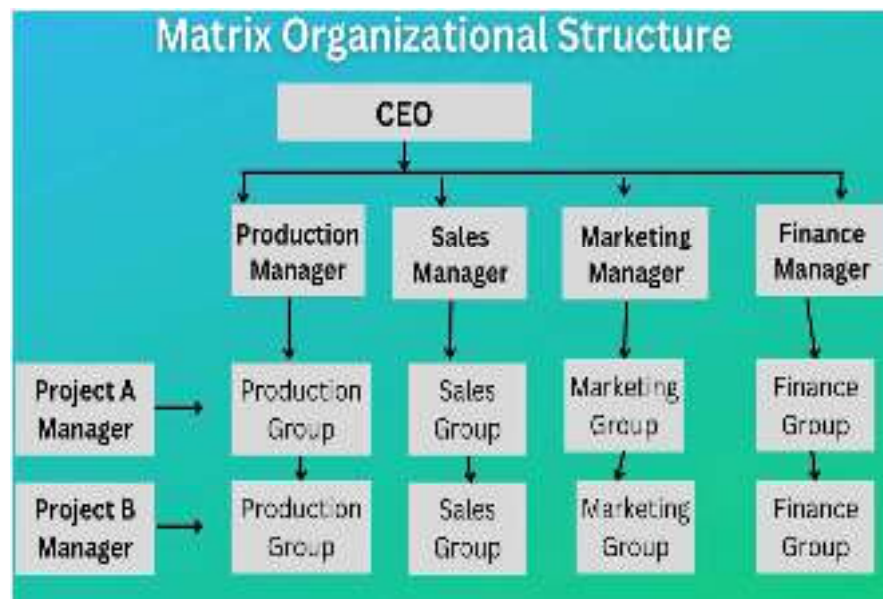 Matrix Organizational Structure
CEO
Production
Manager
Sales
Manager
Marketing
Manager
Finance
Manager
Project A
Manager
Production
Group
Sales
Group
Marketing
Group
Finance
Group
Project B
Manager
Production
Group
Sales
Group
Marketing
Group
Finance
Group